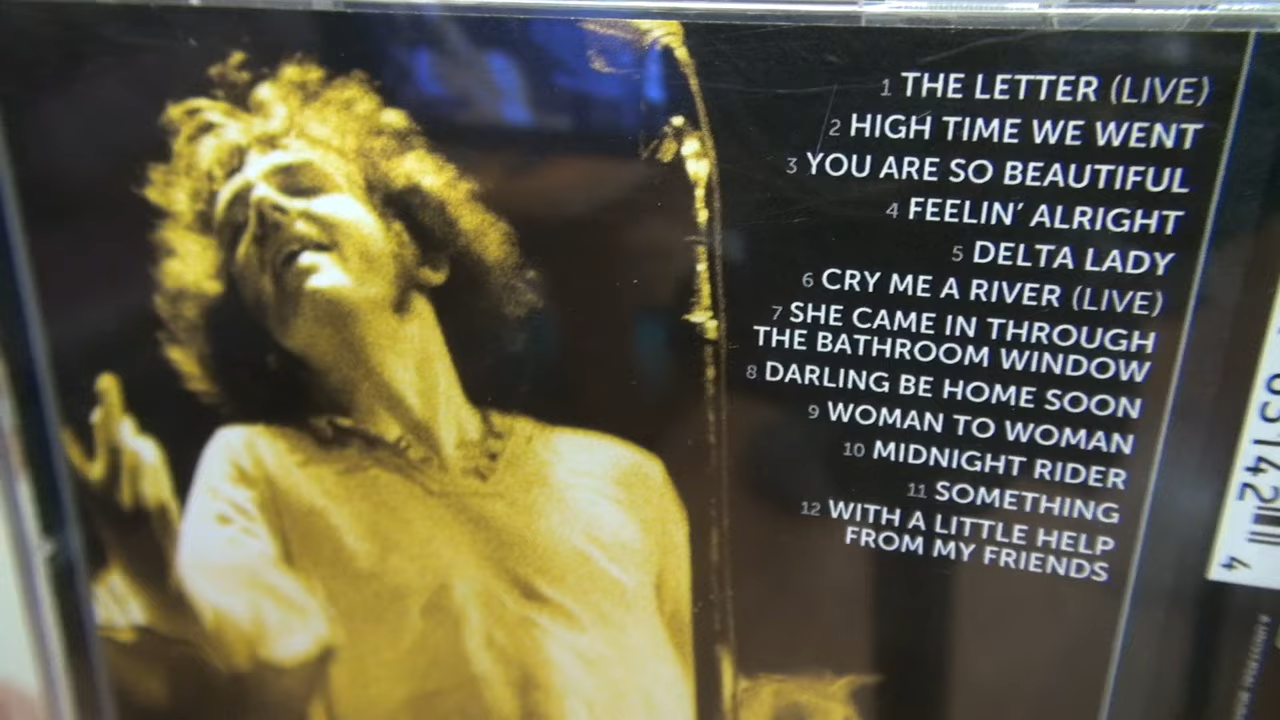 1 THE LETTER (LIVE)
2 HIGH TIME WE WENT
3 YOU ARE SO BEAUTIFUL
4 FEELIN' ALRIGHT
5 DELTA LADY
6 CRY ME A RIVER (LIVE)
7 SHE CAME IN THROUGH
THE BATHROOM WINDOW
8 DARLING BE HOME SOON
9 WOMAN TO WOMAN
10 MIDNIGHT RIDER
11 SOMETHING
12 WITH A LITTLE HELP
FROM MY FRIENDS
4